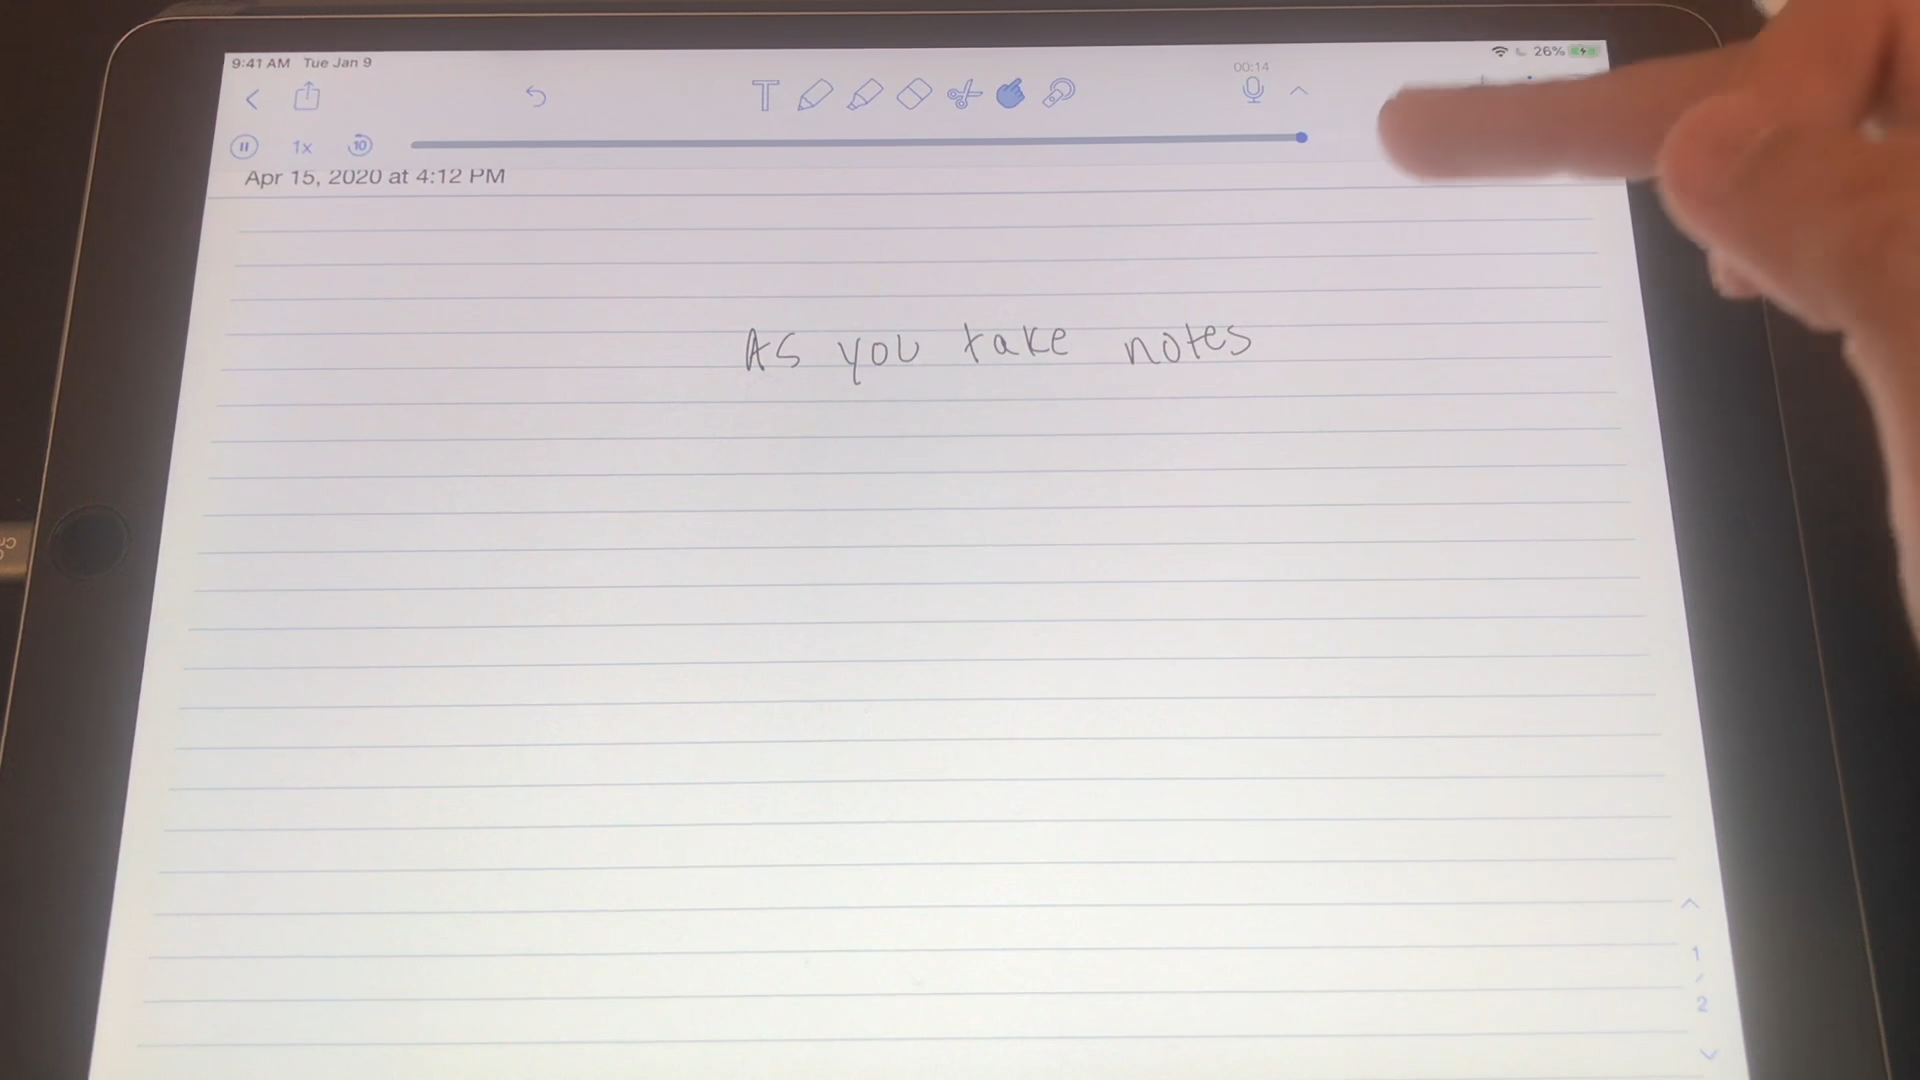 9:41 AM Tue Jan 9
26%
00:14
T
1x
10
Apr 15, 2020 at 4:12 PM
As you take notes
1
/
2